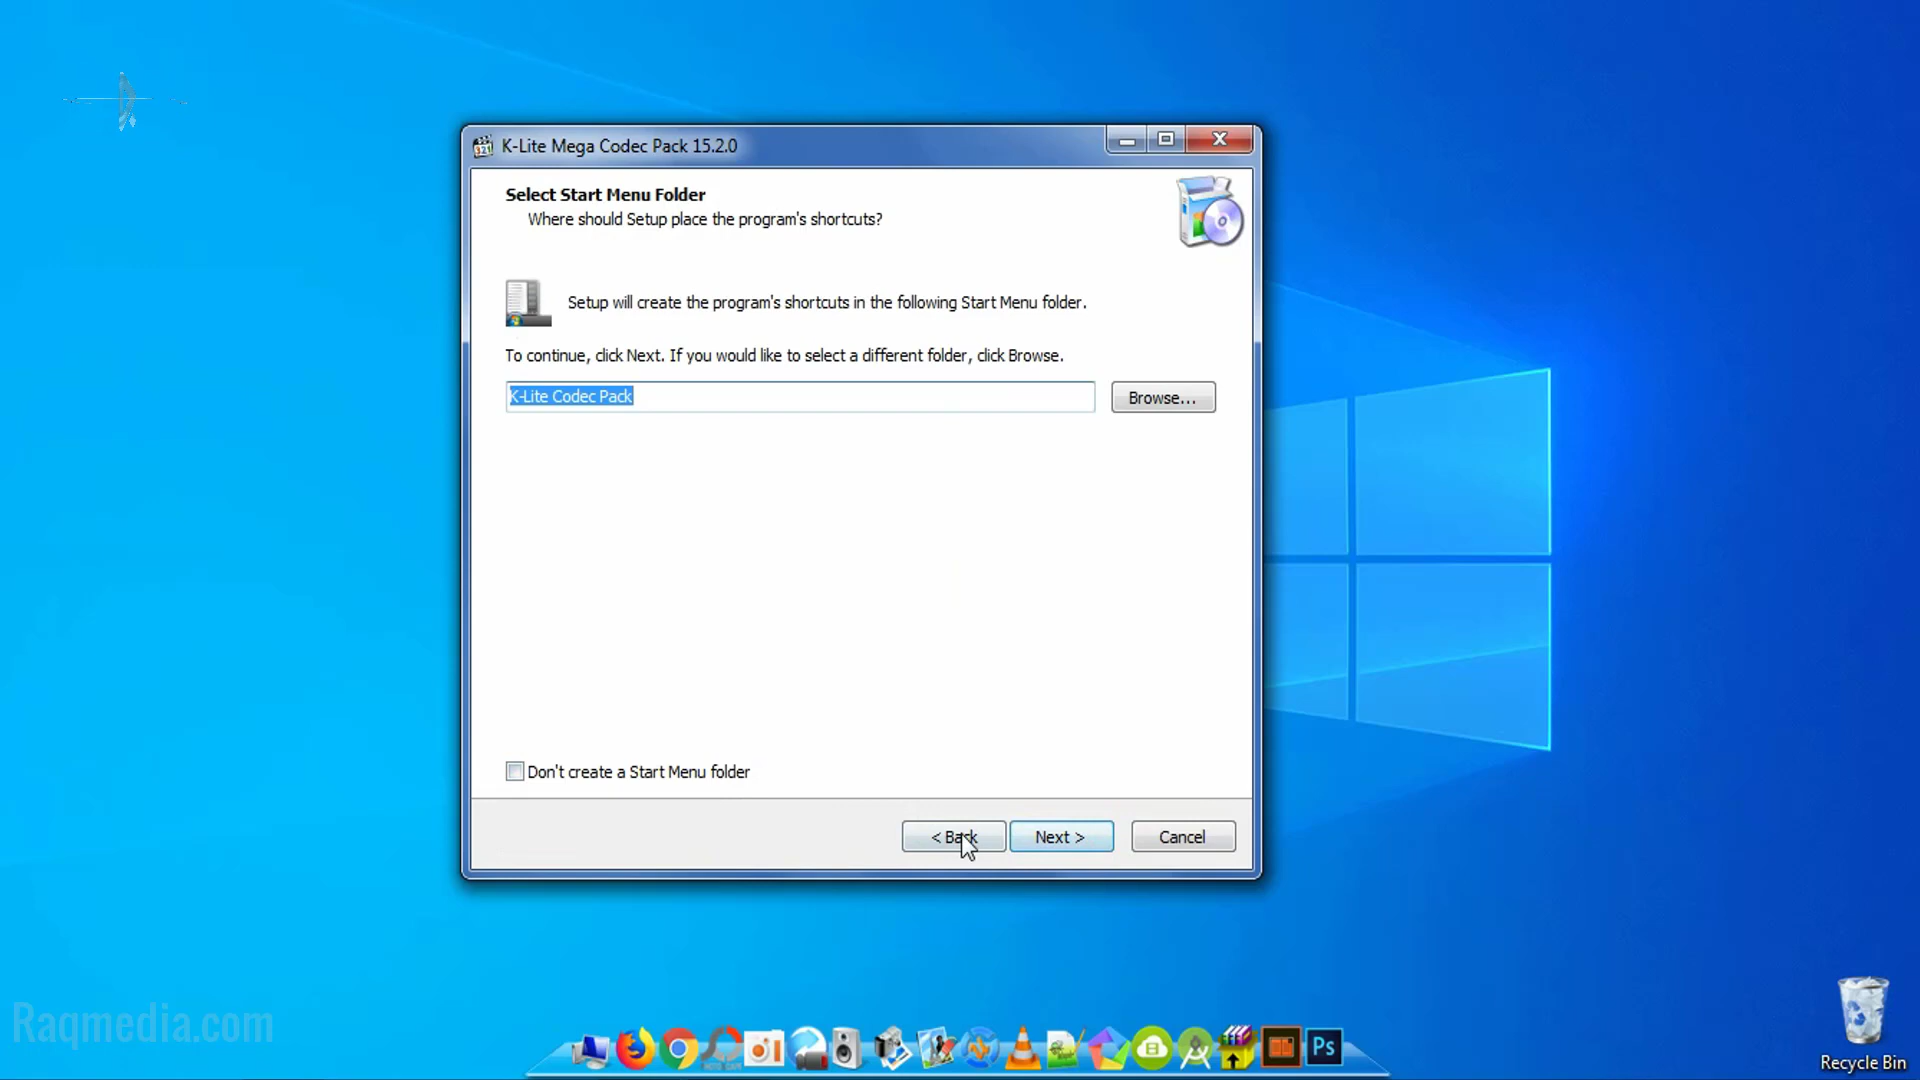 K-Lite Mega Codec Pack 15.2.0
Select Start Menu Folder
Where should Setup place the program's shortcuts?
Setup will create the program's shortcuts in the following Start Menu folder.
To continue, click Next. If you would like to select a different folder, click Browse.
K-Lite Codec Pack
Browse...
Don't create a Start Menu folder
< Back
Next >
Cancel
Raqmedia.com
Ps
Recycle Bin